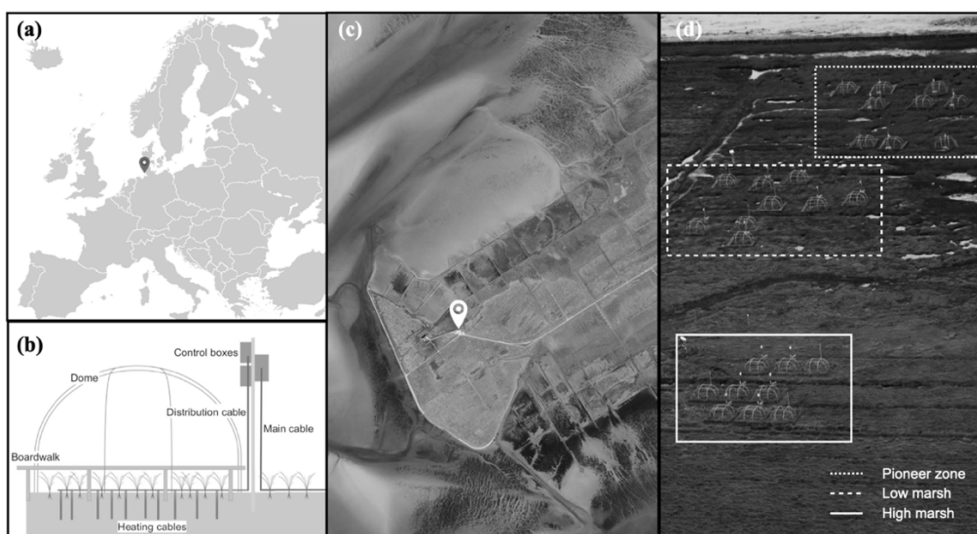 (a)
(b)
Control boxes
Dome
Distribution cable
Main cable
Boardwalk
Heating cables
(c)
(d)
Pioneer zone
Low marsh
High marsh